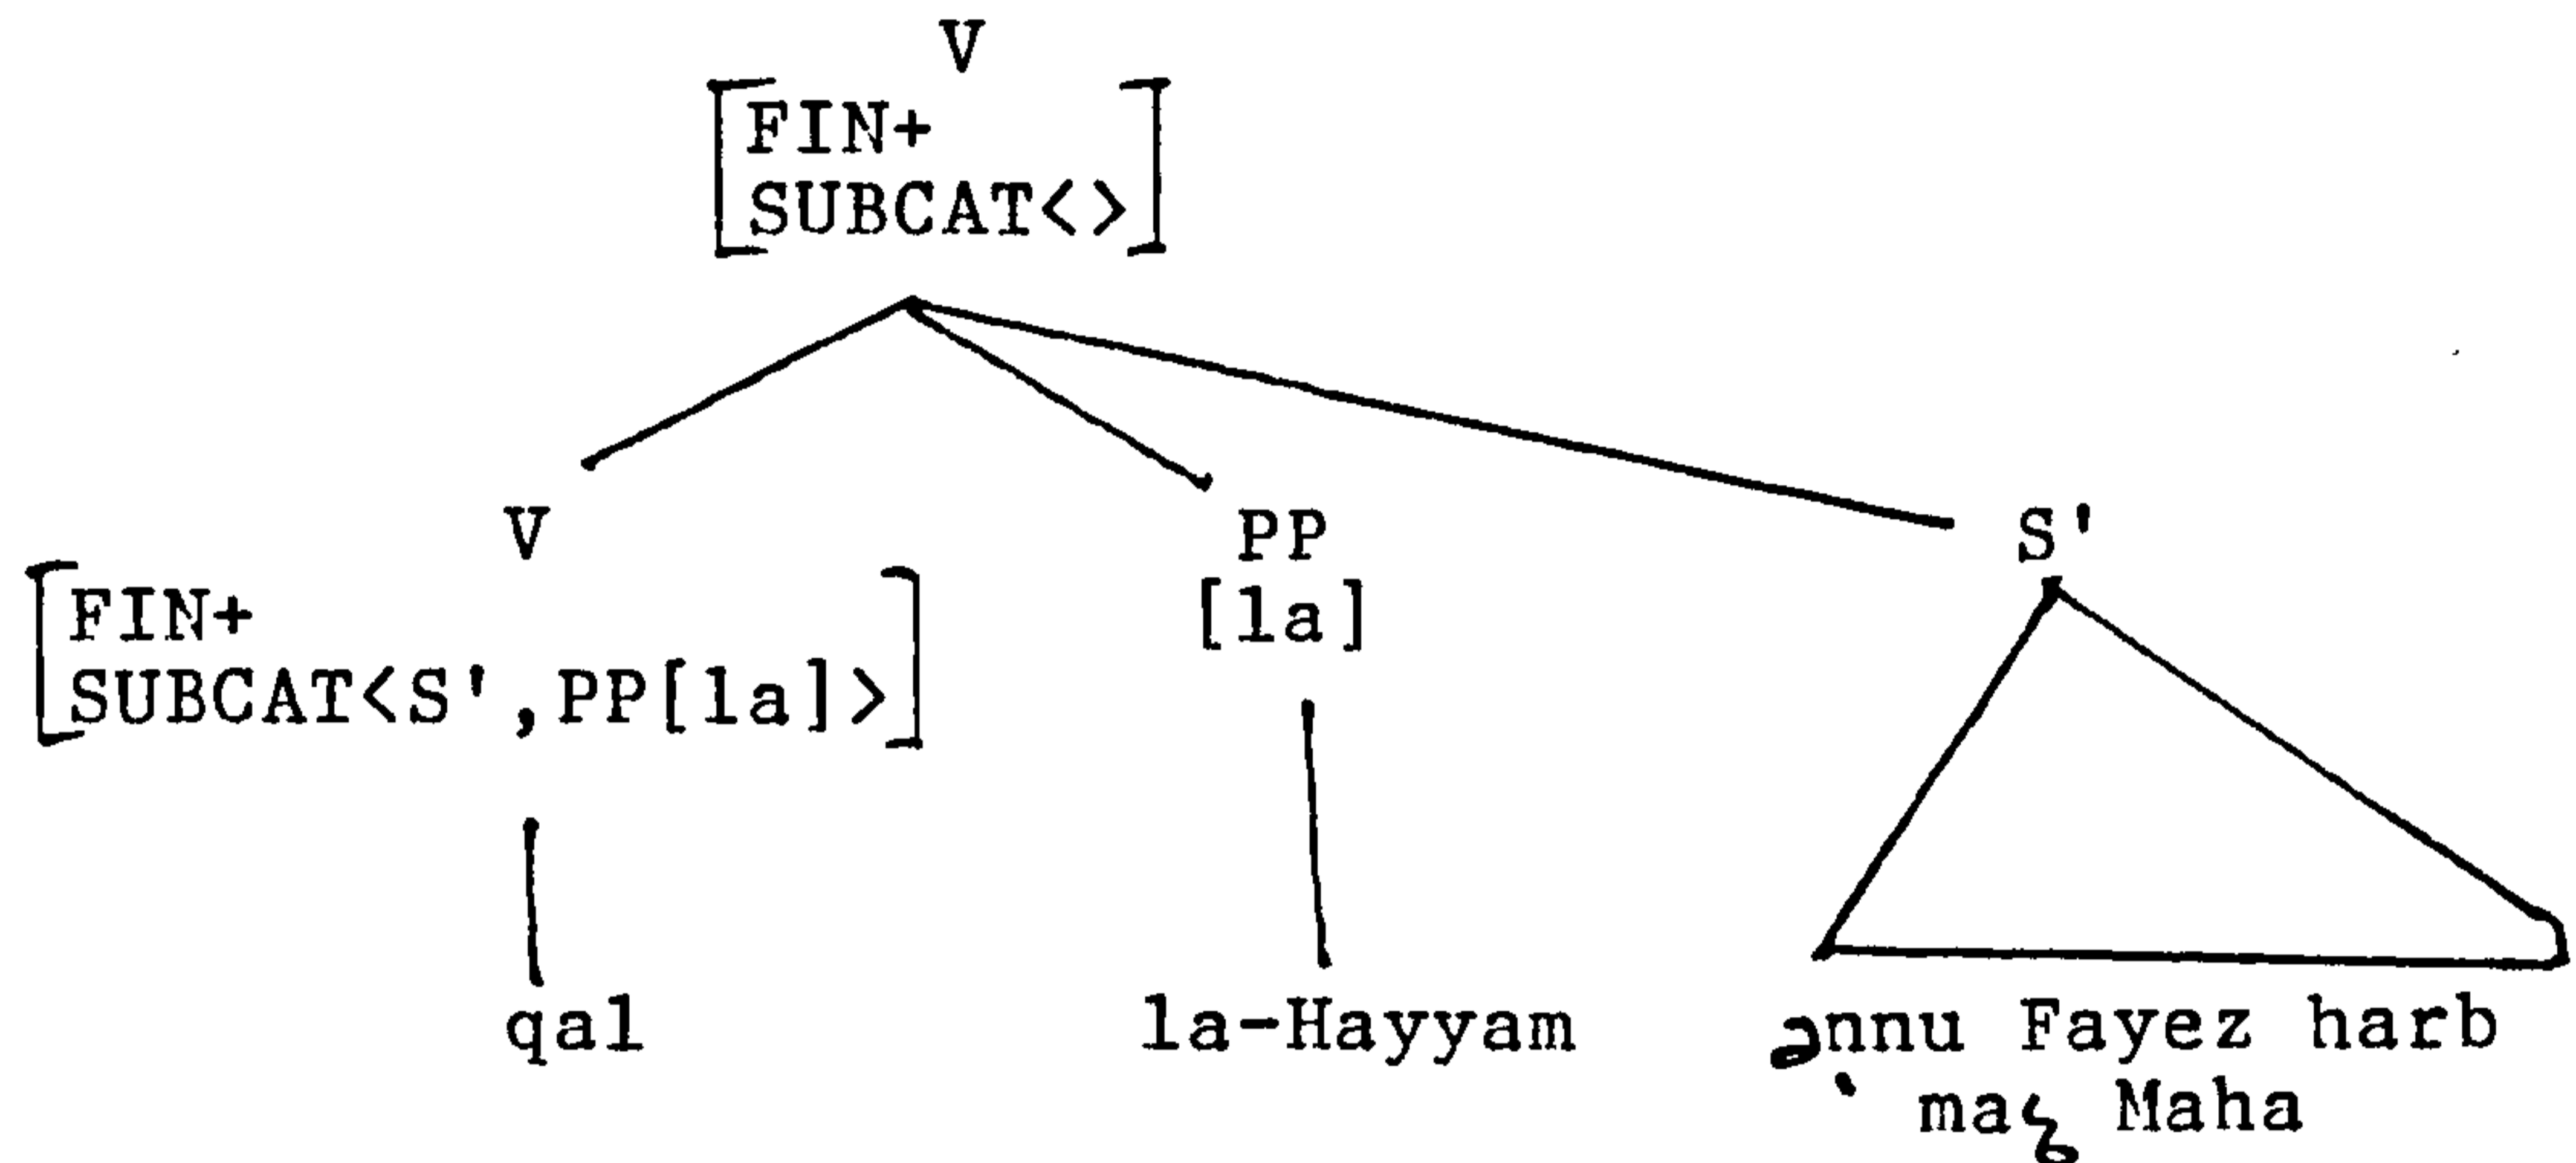 V
[FIN+
SUBCAT<>]
V PP S'
[FIN+ [la]
SUBCAT<S',PP[la]>]
qal la-Hayyam ənnu Fayez harb
maʕ Maha